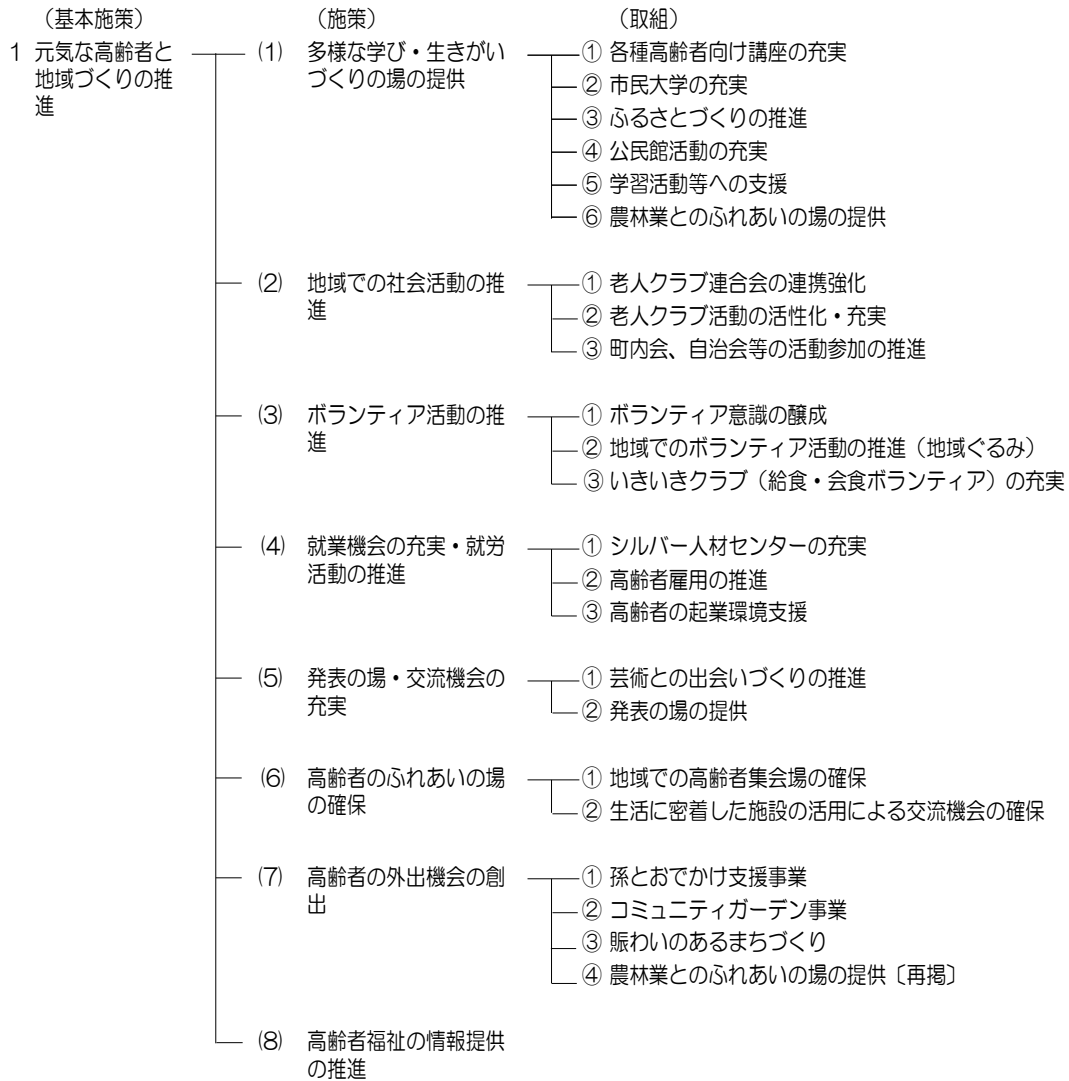 （基本施策） （施策） （取組）
1 元気な高齢者と地域づくりの推進
(1) 多様な学び・生きがい
づくりの場の提供
① 各種高齢者向け講座の充実
② 市民大学の充実
③ ふるさとづくりの推進
④ 公民館活動の充実
⑤ 学習活動等への支援
⑥ 農林業とのふれあいの場の提供
(2) 地域での社会活動の推
進
① 老人クラブ連合会の連携強化
② 老人クラブ活動の活性化・充実
③ 町内会、自治会等の活動参加の推進
(3) ボランティア活動の推
進
① ボランティア意識の醸成
② 地域でのボランティア活動の推進（地域ぐるみ）
③ いきいきクラブ（給食・会食ボランティア）の充実
(4) 就業機会の充実・就労
活動の推進
① シルバー人材センターの充実
② 高齢者雇用の推進
③ 高齢者の起業環境支援
(5) 発表の場・交流機会の
充実
① 芸術との出会いづくりの推進
② 発表の場の提供
(6) 高齢者のふれあいの場
の確保
① 地域での高齢者集会場の確保
② 生活に密着した施設の活用による交流機会の確保
(7) 高齢者の外出機会の創
出
① 孫とおでかけ支援事業
② コミュニティガーデン事業
③ 賑わいのあるまちづくり
④ 農林業とのふれあいの場の提供〔再掲〕
(8) 高齢者福祉の情報提供
の推進